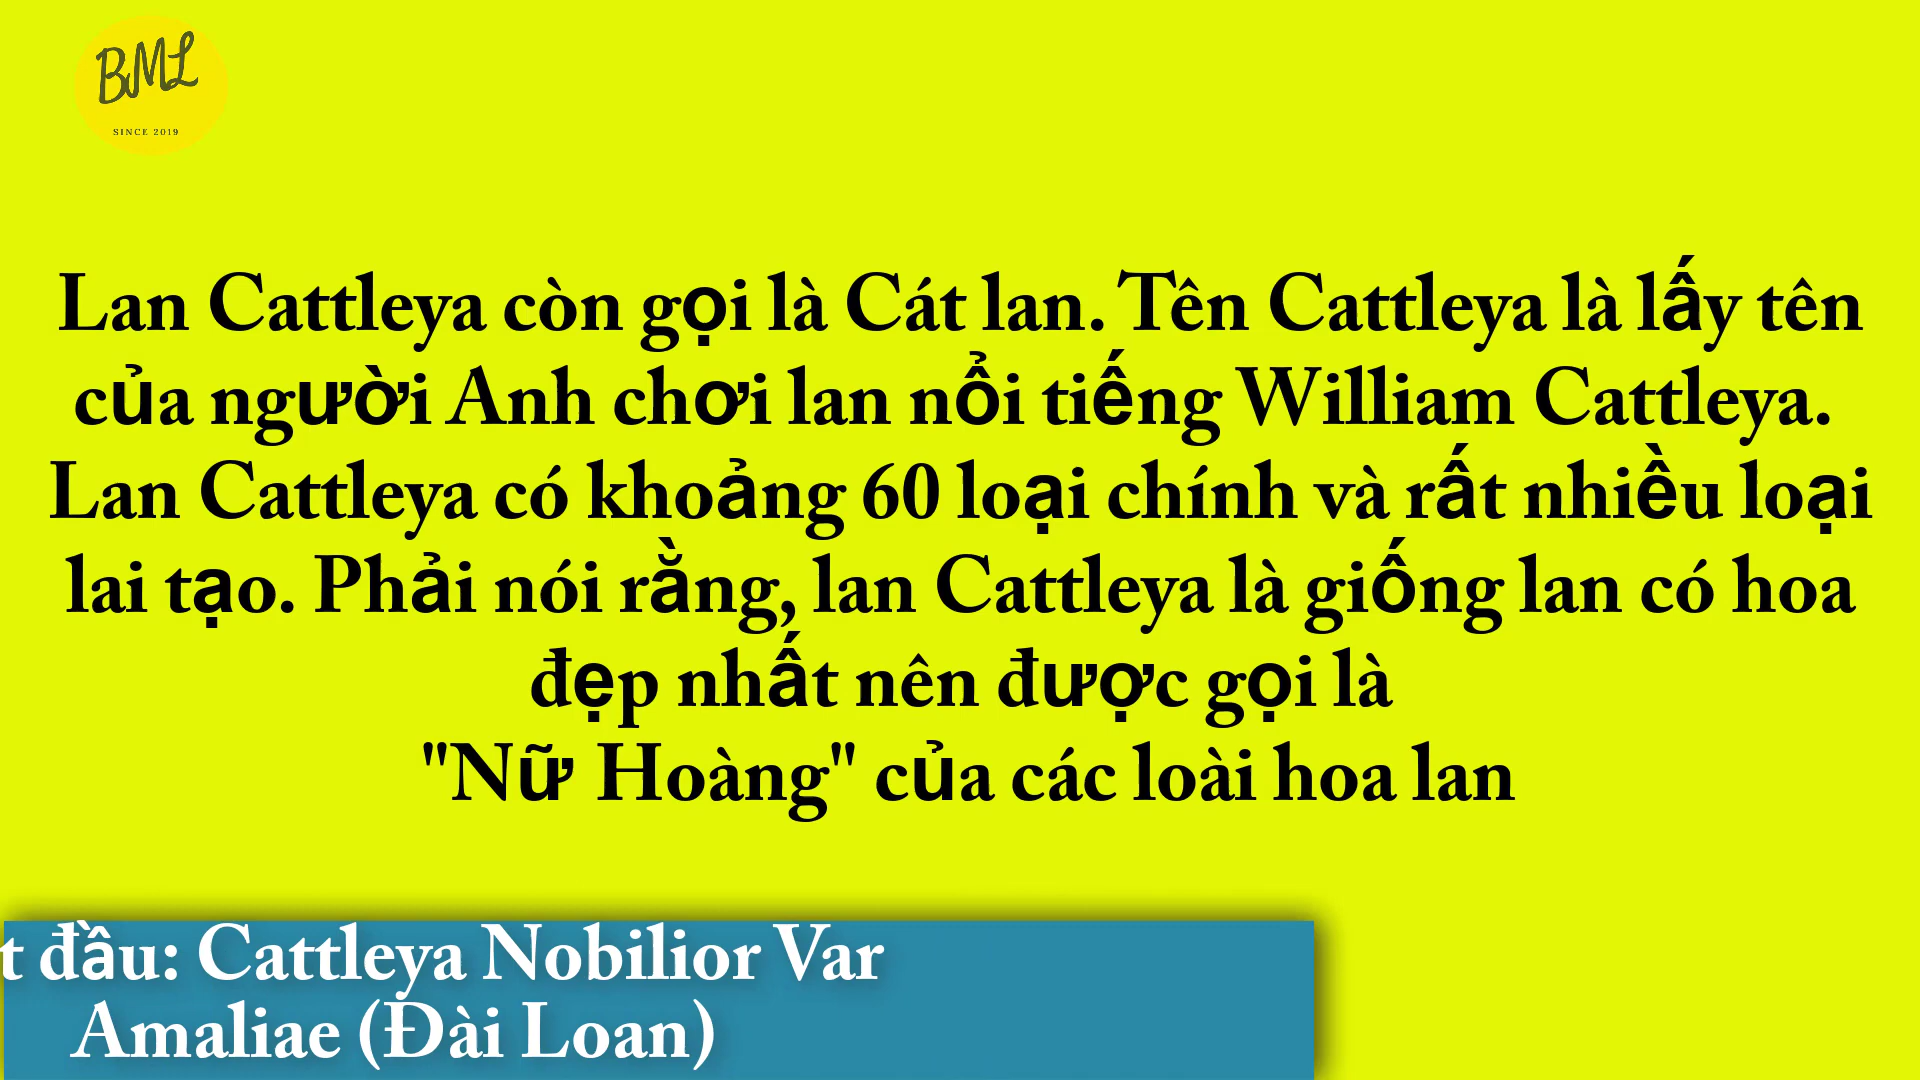 BML
SINCE 2019
Lan Cattleya còn gọi là Cát lan. Tên Cattleya là lấy tên
của người Anh chơi lan nổi tiếng William Cattleya.
Lan Cattleya có khoảng 60 loại chính và rất nhiều loại
lai tạo. Phải nói rằng, lan Cattleya là giống lan có hoa
đẹp nhất nên được gọi là
"Nữ Hoàng" của các loài hoa lan
t đầu: Cattleya Nobilior Var
Amaliae (Đài Loan)